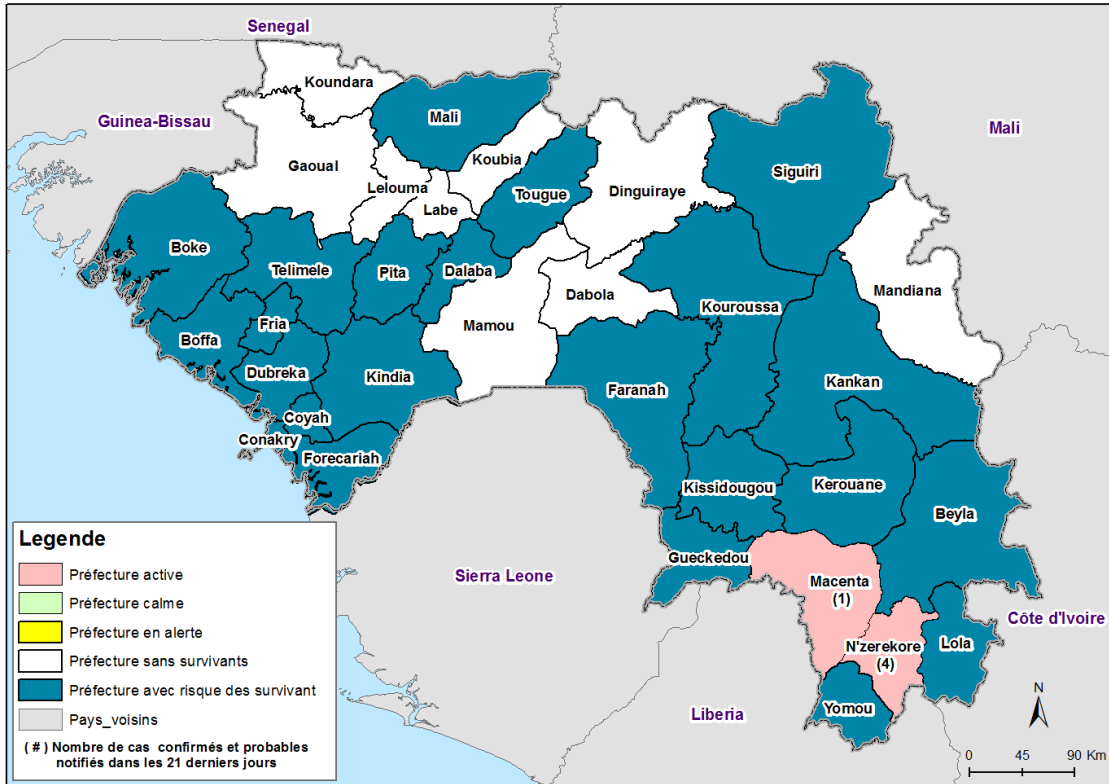 Senegal
Koundara
Guinea-Bissau
Mali
Mali
Koubia
Gaoual
Siguiri
Lelouma
Tougue
Dinguiraye
Labe
Boke
Telimele
Pita
Dalaba
Mandiana
Dabola
Kouroussa
Fria
Mamou
Boffa
Dubreka
Kindia
Faranah
Kankan
Coyah
Conakry
Forecariah
Kissidougou
Kerouane
Beyla
Gueckedou
Sierra Leone
Macenta
(1)
Côte d'Ivoire
N'zerekore
(4)
Lola
Yomou
Liberia
Legende
Préfecture active
Préfecture calme
Préfecture en alerte
Préfecture sans survivants
Préfecture avec risque des survivant
Pays_voisins
( # ) Nombre de cas confirmés et probables
notifiés dans les 21 derniers jours
N
0 45 90 Km